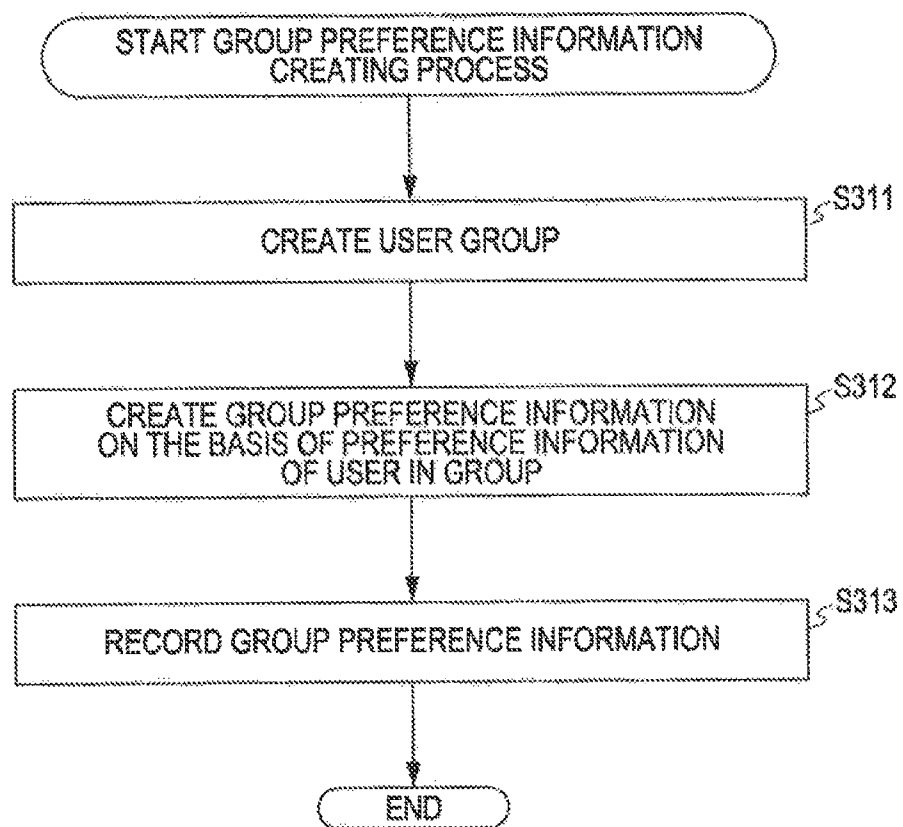 START GROUP PREFERENCE INFORMATION
CREATING PROCESS
S311
CREATE USER GROUP
S312
CREATE GROUP PREFERENCE INFORMATION
ON THE BASIS OF PREFERENCE INFORMATION
OF USER IN GROUP
S313
RECORD GROUP PREFERENCE INFORMATION
END